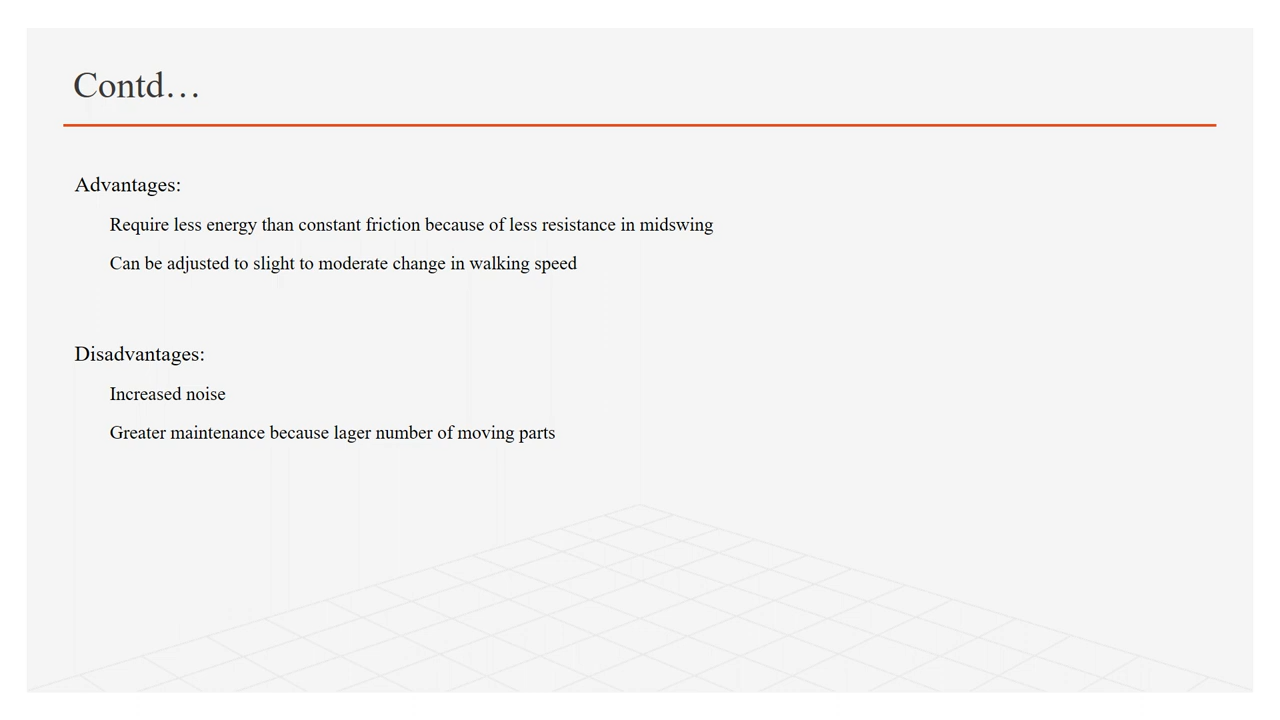 Contd…
Advantages:
Require less energy than constant friction because of less resistance in midswing
Can be adjusted to slight to moderate change in walking speed
Disadvantages:
Increased noise
Greater maintenance because lager number of moving parts